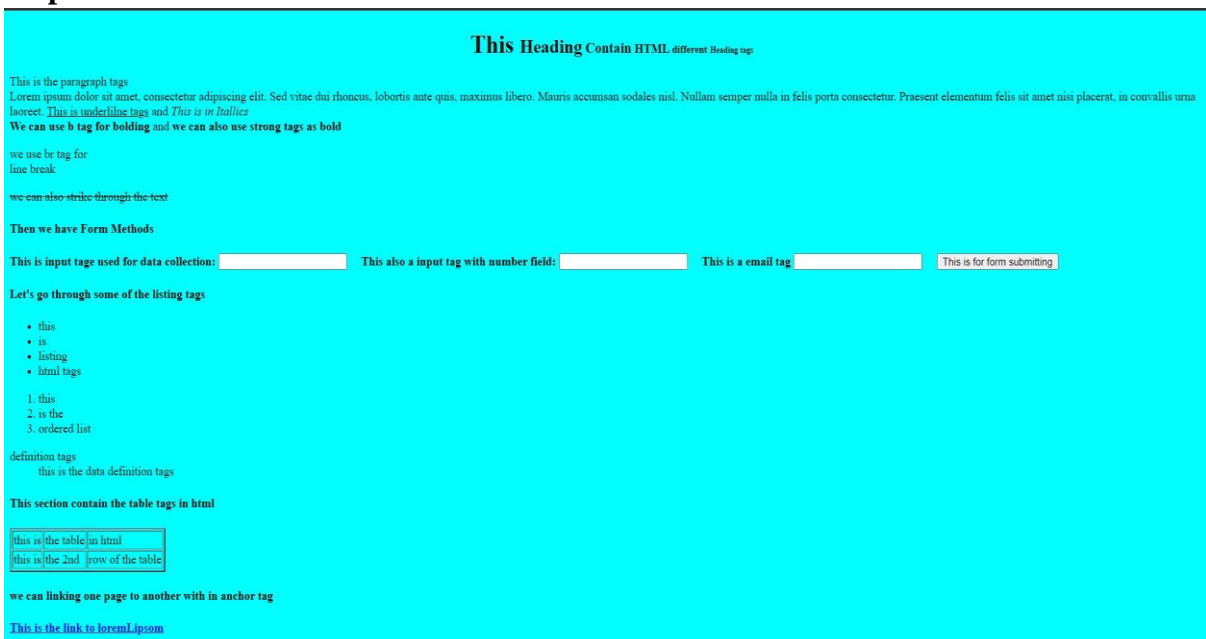 This Heading Contain HTML different Heading tags
This is the paragraph tags
Lorem ipsum dolor sit amet, consectetur adipiscing elit. Sed vitae dui rhoncus, lobortis ante quis, maximus libero. Mauris accumsan sodales nisl. Nullam semper nulla in felis porta consectetur. Praesent elementum felis sit amet nisi placerat, in convallis urna
laoreet. This is underlilne tags and This is in Itallics
We can use b tag for bolding and we can also use strong tags as bold
we use br tag for
line break
we can also strike through the text
Then we have Form Methods
This is input tage used for data collection: This also a input tag with number field: This is a email tag This is for form submitting
Let's go through some of the listing tags
• this
• is
• listing
• html tags
1. this
2. is the
3. ordered list
definition tags
this is the data definition tags
This section contain the table tags in html
this is the table in html
this is the 2nd row of the table
we can linking one page to another with in anchor tag
This is the link to loremLipsom